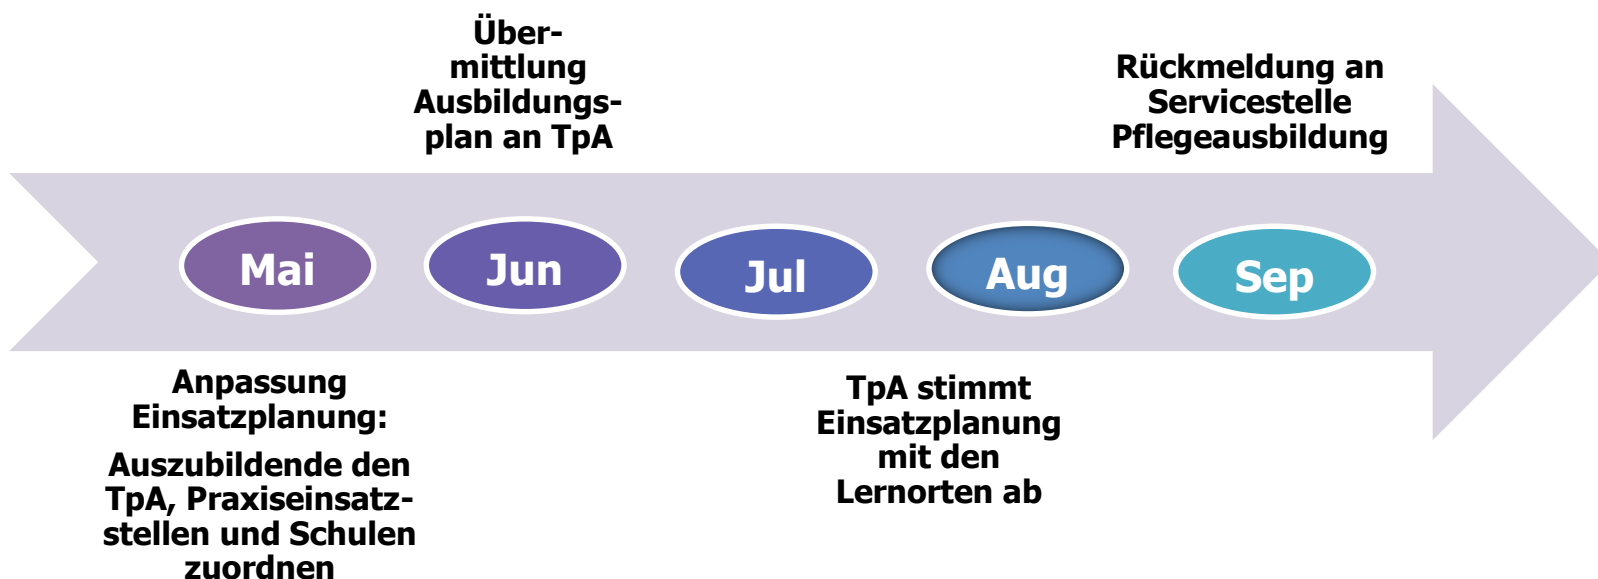 Über-
mittlung
Ausbildungs-
plan an TpA
Rückmeldung an
Servicestelle
Pflegeausbildung
Mai
Jun
Jul
Aug
Sep
Anpassung
Einsatzplanung:
Auszubildende den
TpA, Praxiseinsatz-
stellen und Schulen
zuordnen
TpA stimmt
Einsatzplanung
mit den
Lernorten ab